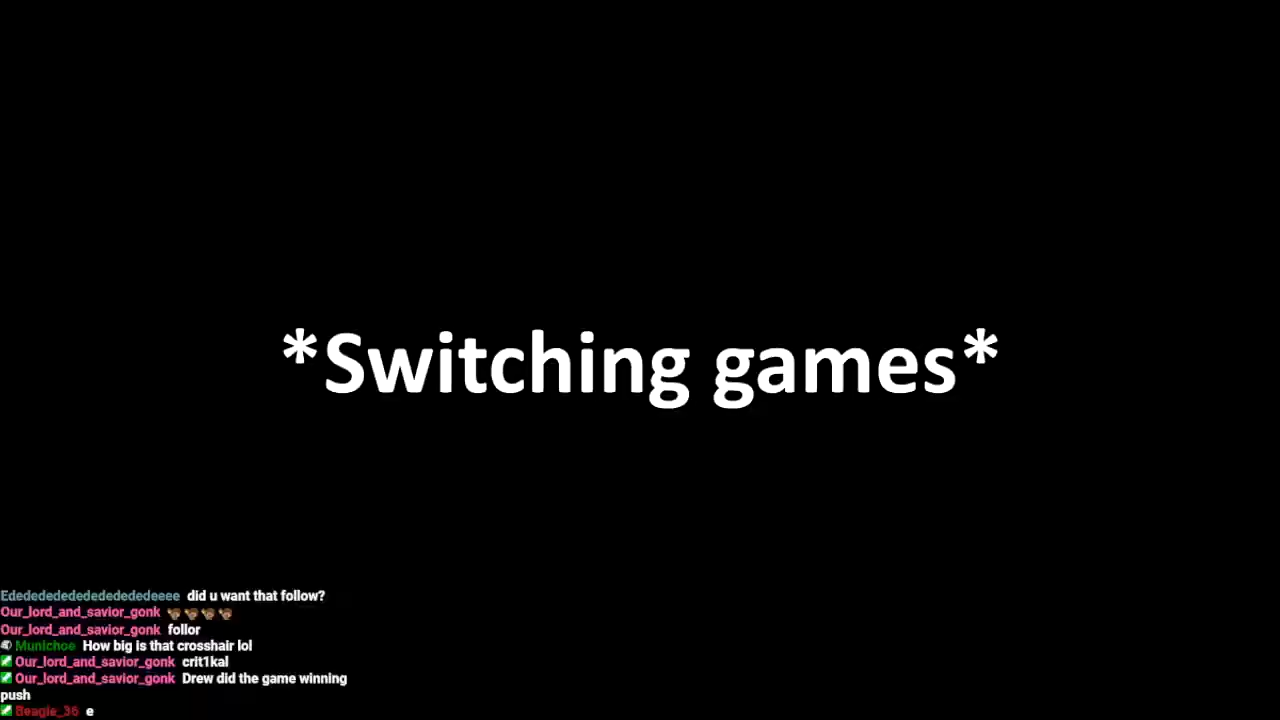 *Switching games*
Edededededededededeeee did u want that follow?
Our_lord_and_savior_gonk
Our_lord_and_savior_gonk follor
Munichoe How big is that crosshair lol
Our_lord_and_savior_gonk crit1kal
Our_lord_and_savior_gonk Drew did the game winning
push
Beagle_36 e